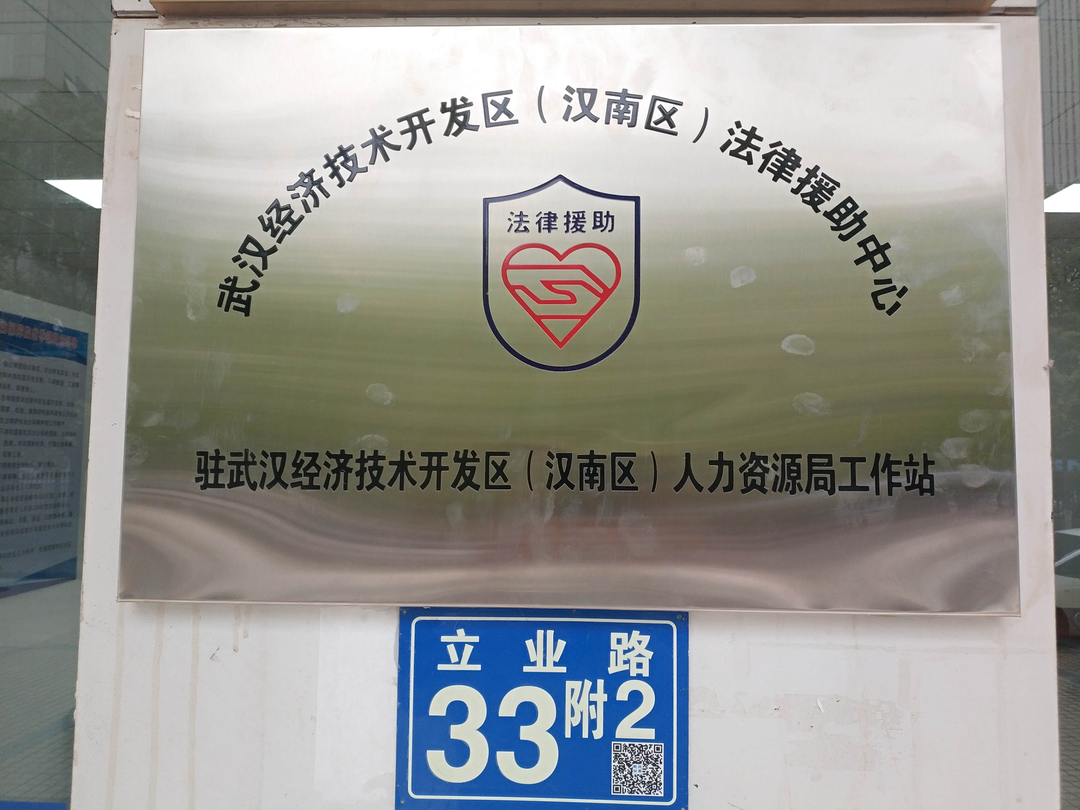 武汉经济技术开发区（汉南区）法律援助中心
法律援助
驻武汉经济技术开发区（汉南区）人力资源局工作站
立业路
33附2